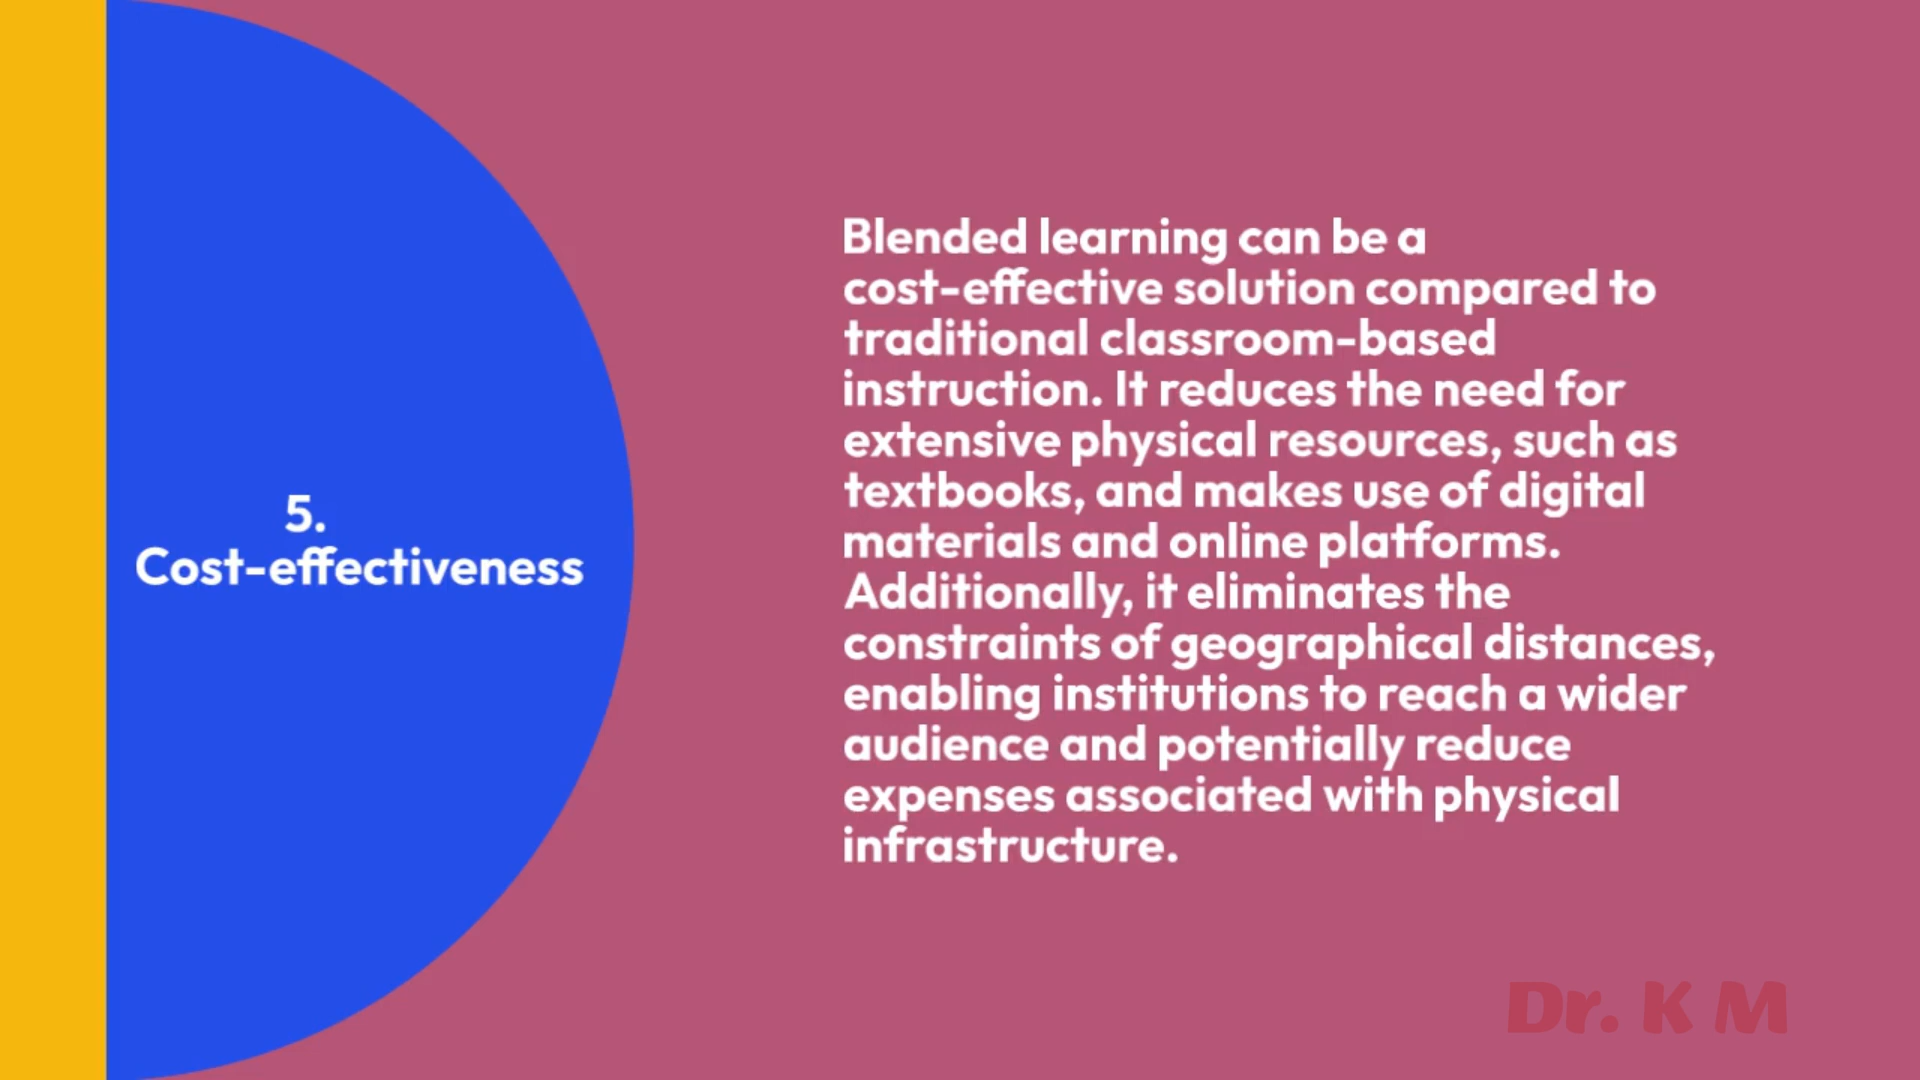 5.
Cost-effectiveness
Blended learning can be a
cost-effective solution compared to
traditional classroom-based
instruction. It reduces the need for
extensive physical resources, such as
textbooks, and makes use of digital
materials and online platforms.
Additionally, it eliminates the
constraints of geographical distances,
enabling institutions to reach a wider
audience and potentially reduce
expenses associated with physical
infrastructure.
Dr. K M